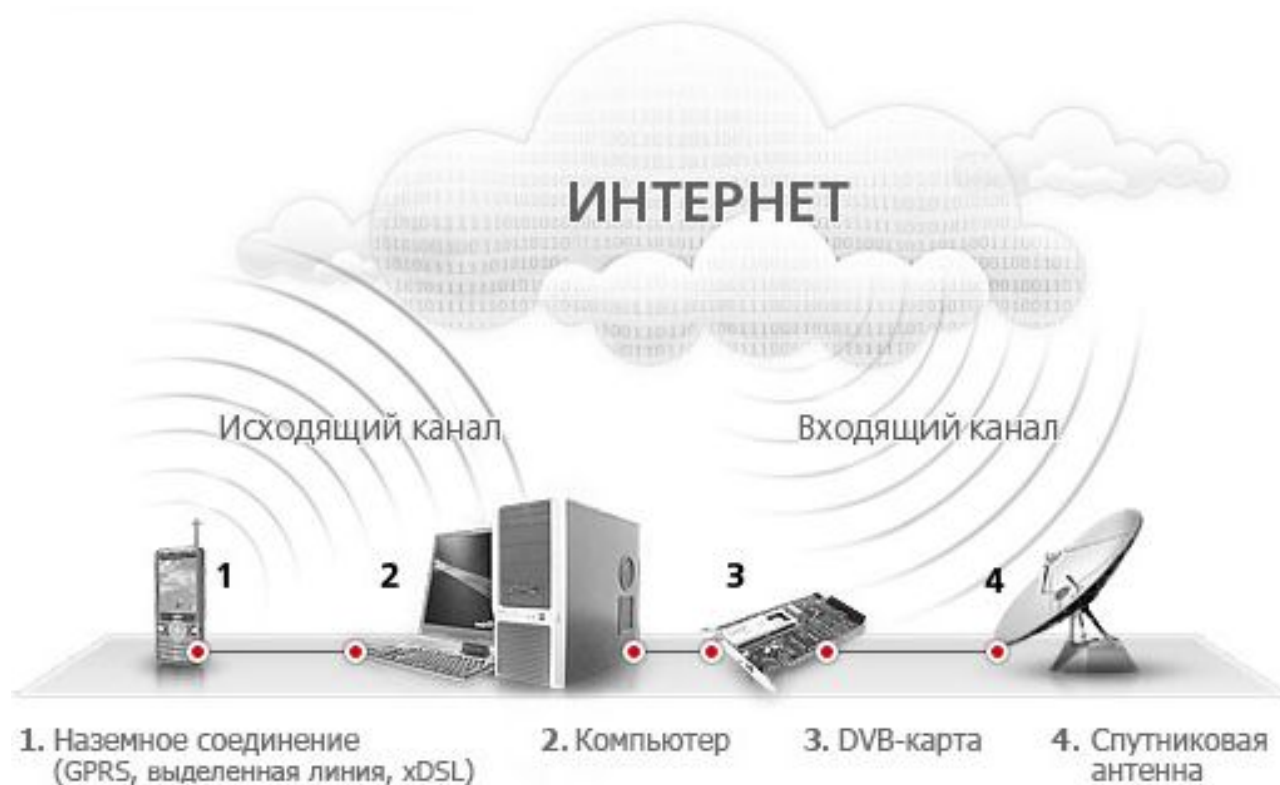 ИНТЕРНЕТ
Исходящий канал
Входящий канал
1
2
3
4
1. Наземное соединение
(GPRS, выделенная линия, xDSL)
2. Компьютер
3. DVB-карта
4. Спутниковая
антенна